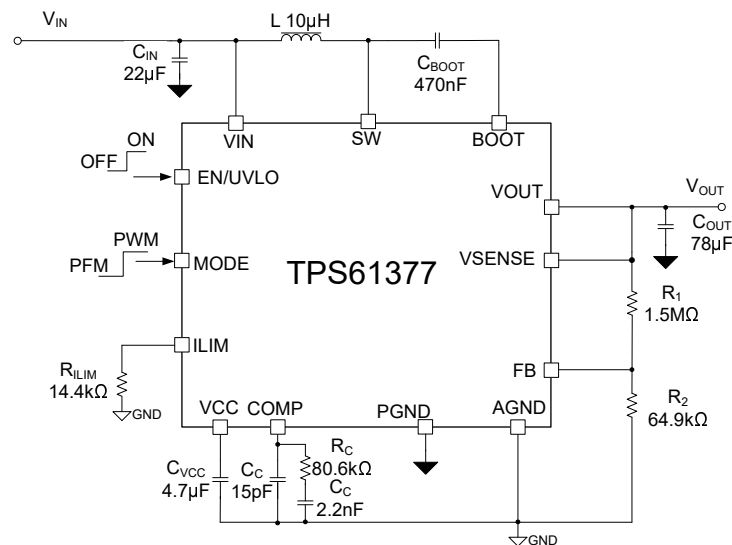 VIN
L 10µH
CIN
22µF
CBOOT
470nF
ON
OFF
VIN
SW
BOOT
EN/UVLO
VOUT
VOUT
COUT
78µF
PWM
PFM
MODE
TPS61377
VSENSE
R1
1.5MΩ
ILIM
RILIM
14.4kΩ
GND
FB
R2
64.9kΩ
VCC
COMP
PGND
AGND
CVCC
4.7µF
CC
15pF
RC
80.6kΩ
CC
2.2nF
GND